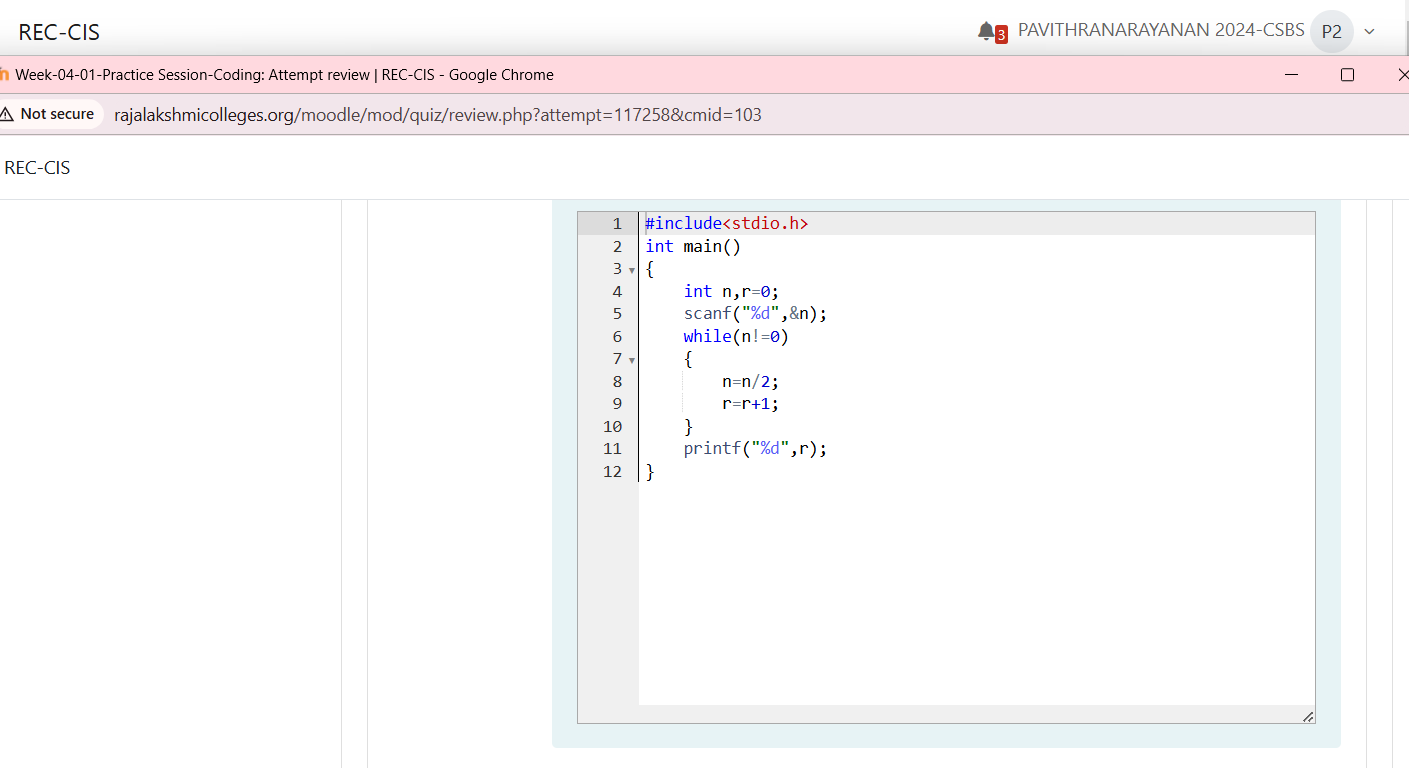 REC-CIS
3 PAVITHRANARAYANAN 2024-CSBS P2
Week-04-01-Practice Session-Coding: Attempt review | REC-CIS - Google Chrome
Not secure rajalakshmicolleges.org/moodle/mod/quiz/review.php?attempt=117258&cmid=103
REC-CIS
1 #include<stdio.h>
2 int main()
3 {
4     int n,r=0;
5     scanf("%d",&n);
6     while(n!=0)
7     {
8         n=n/2;
9         r=r+1;
10     }
11     printf("%d",r);
12 }